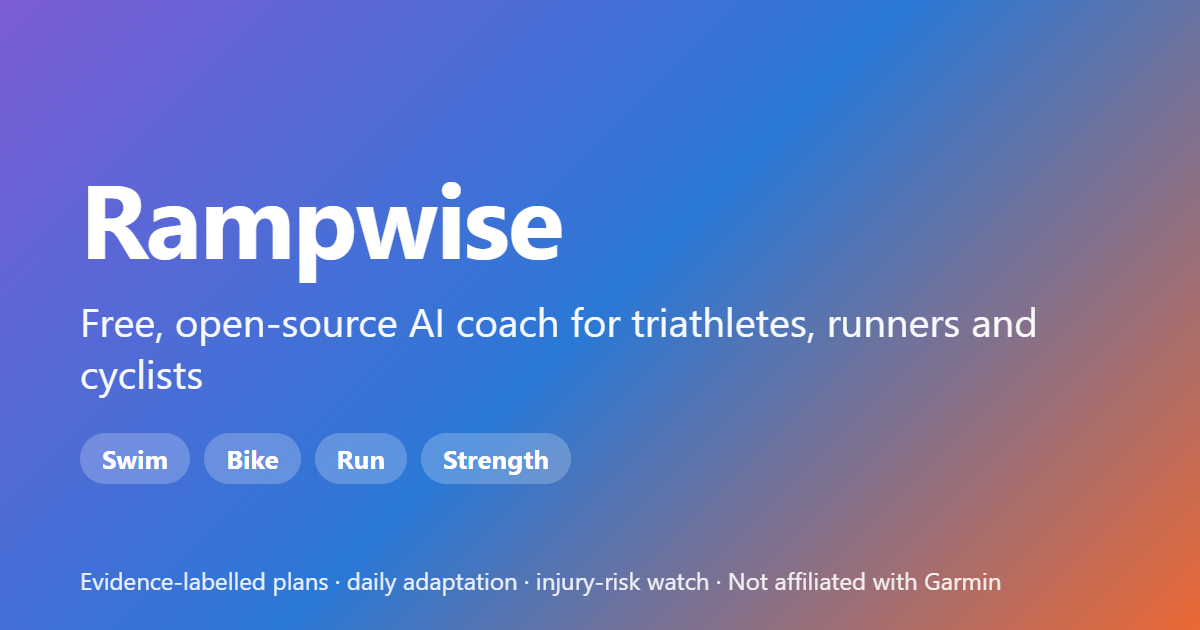 Rampwise
Free, open-source AI coach for triathletes, runners and
cyclists
Swim Bike Run Strength
Evidence-labelled plans · daily adaptation · injury-risk watch · Not affiliated with Garmin